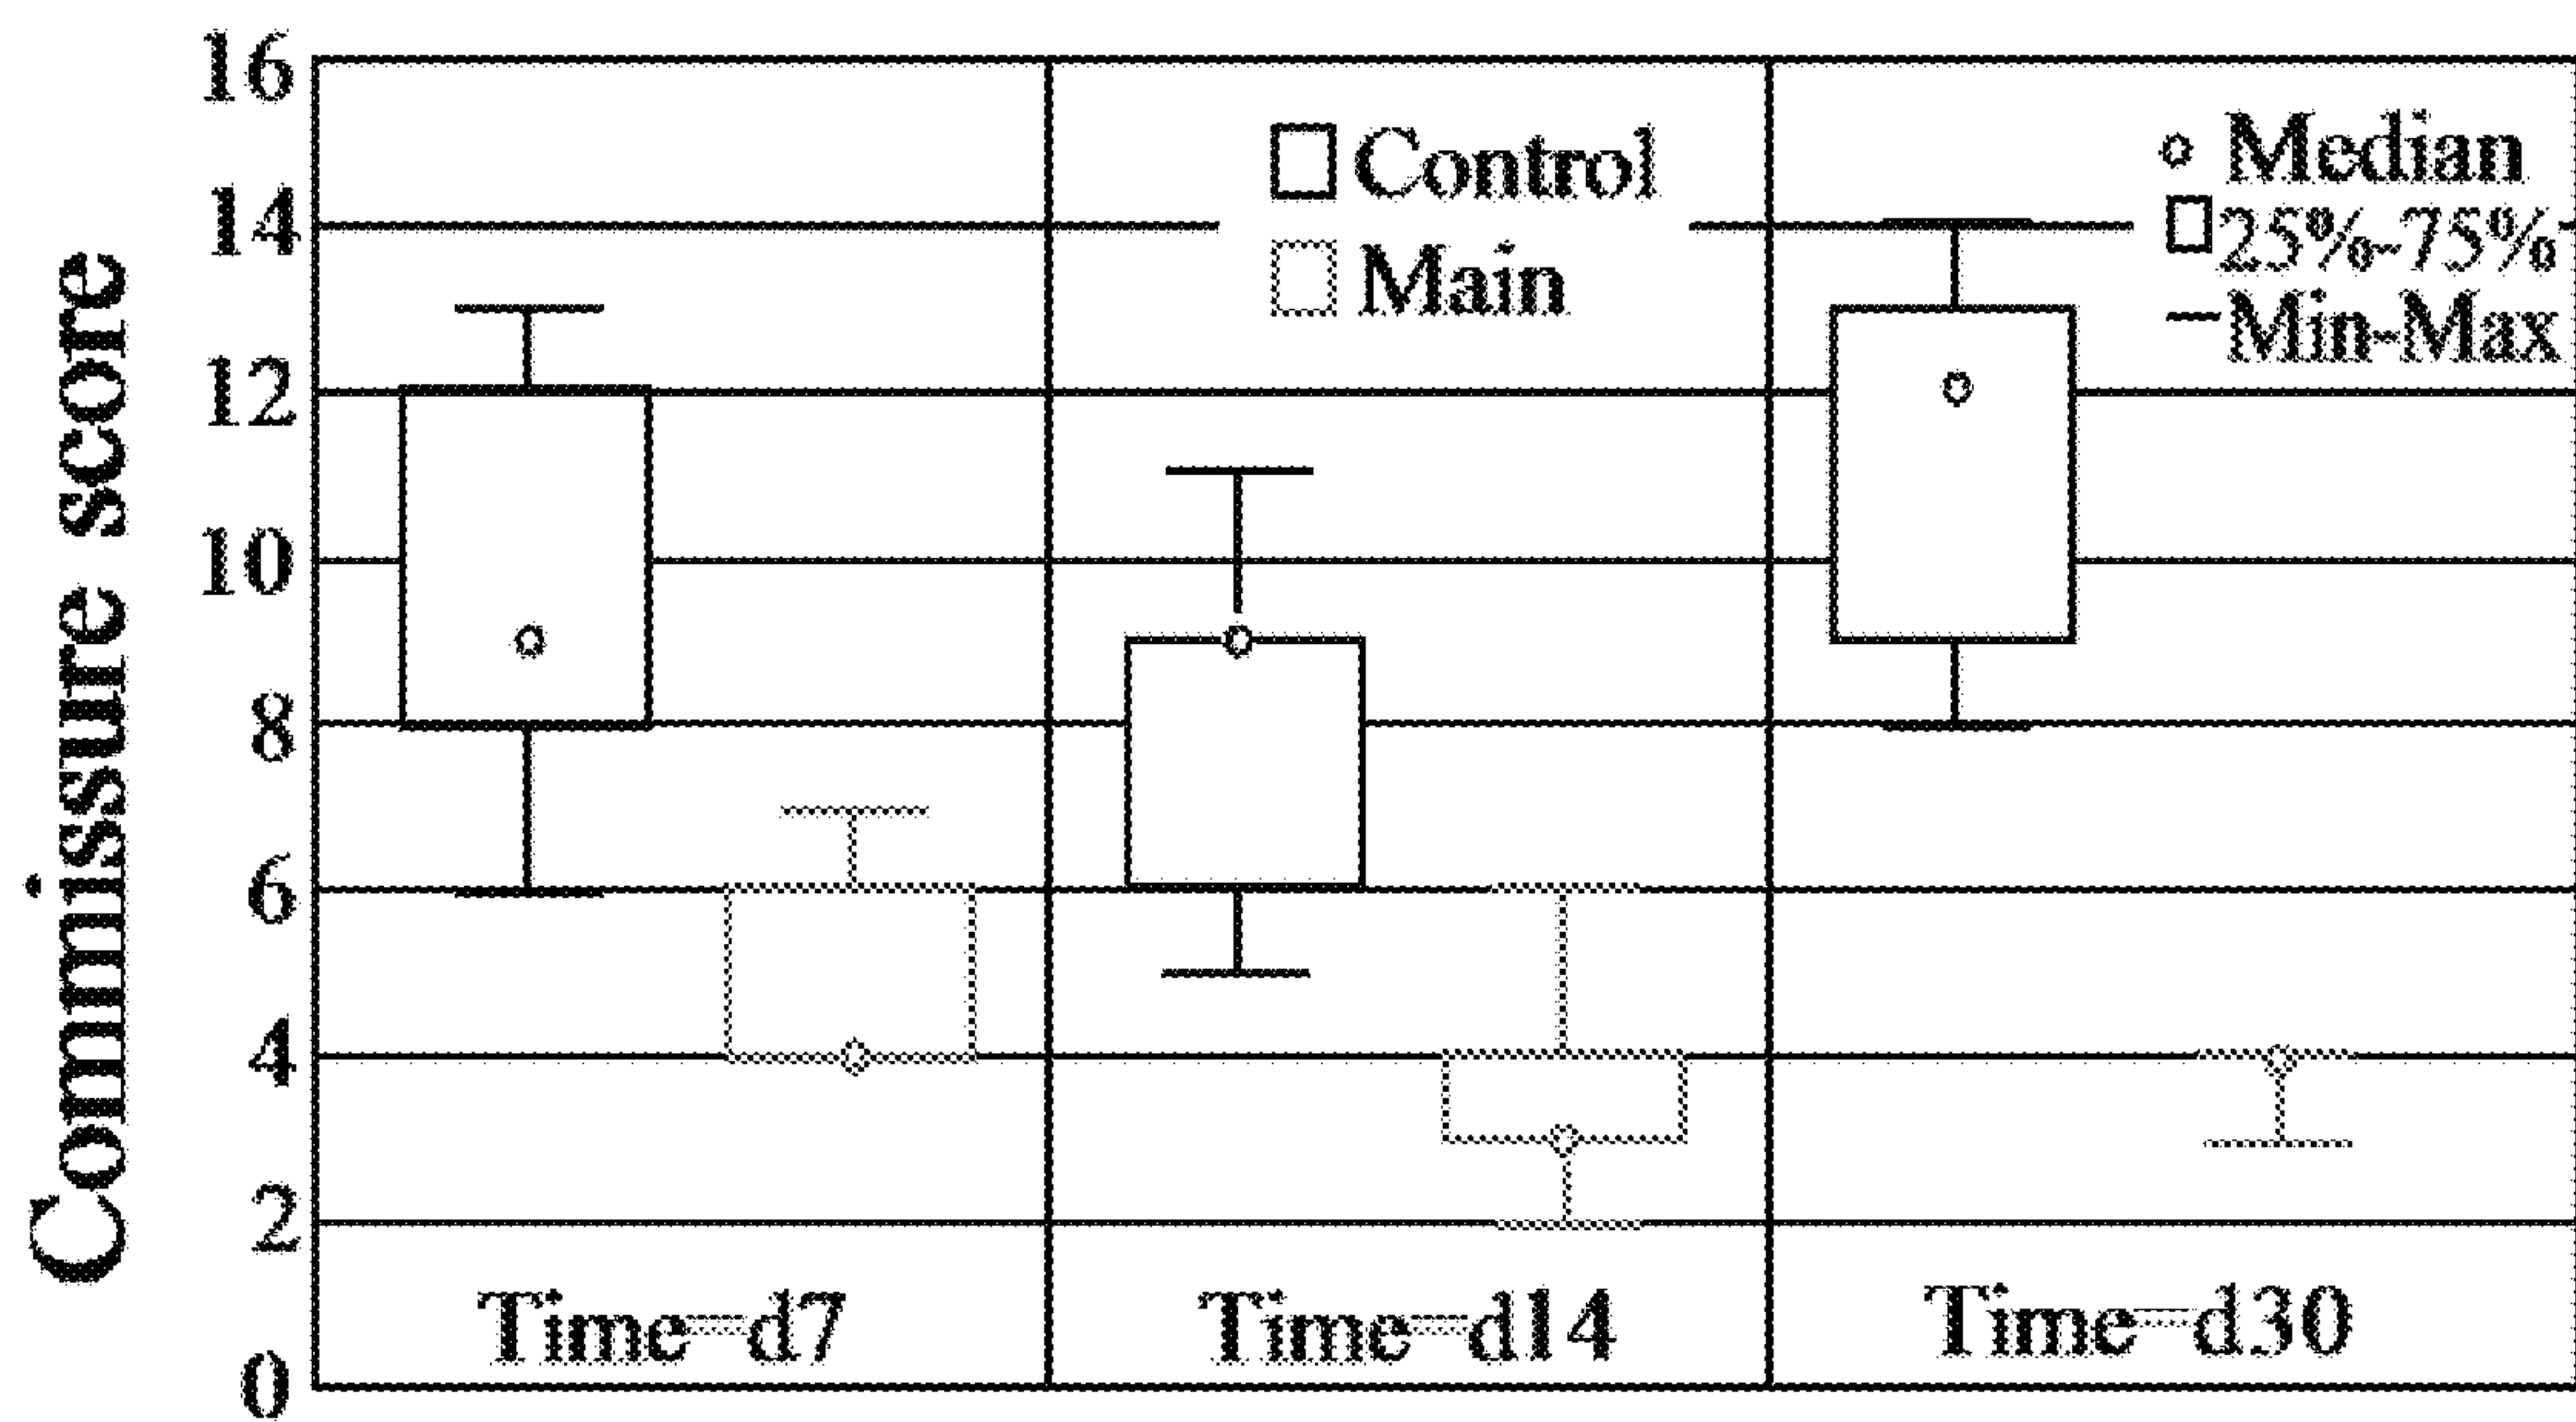 Commissure score
16
14
12
10
8
6
4
2
0
Control
Main
Median
25%-75%
Min-Max
Time=d7
Time=d14
Time=d30